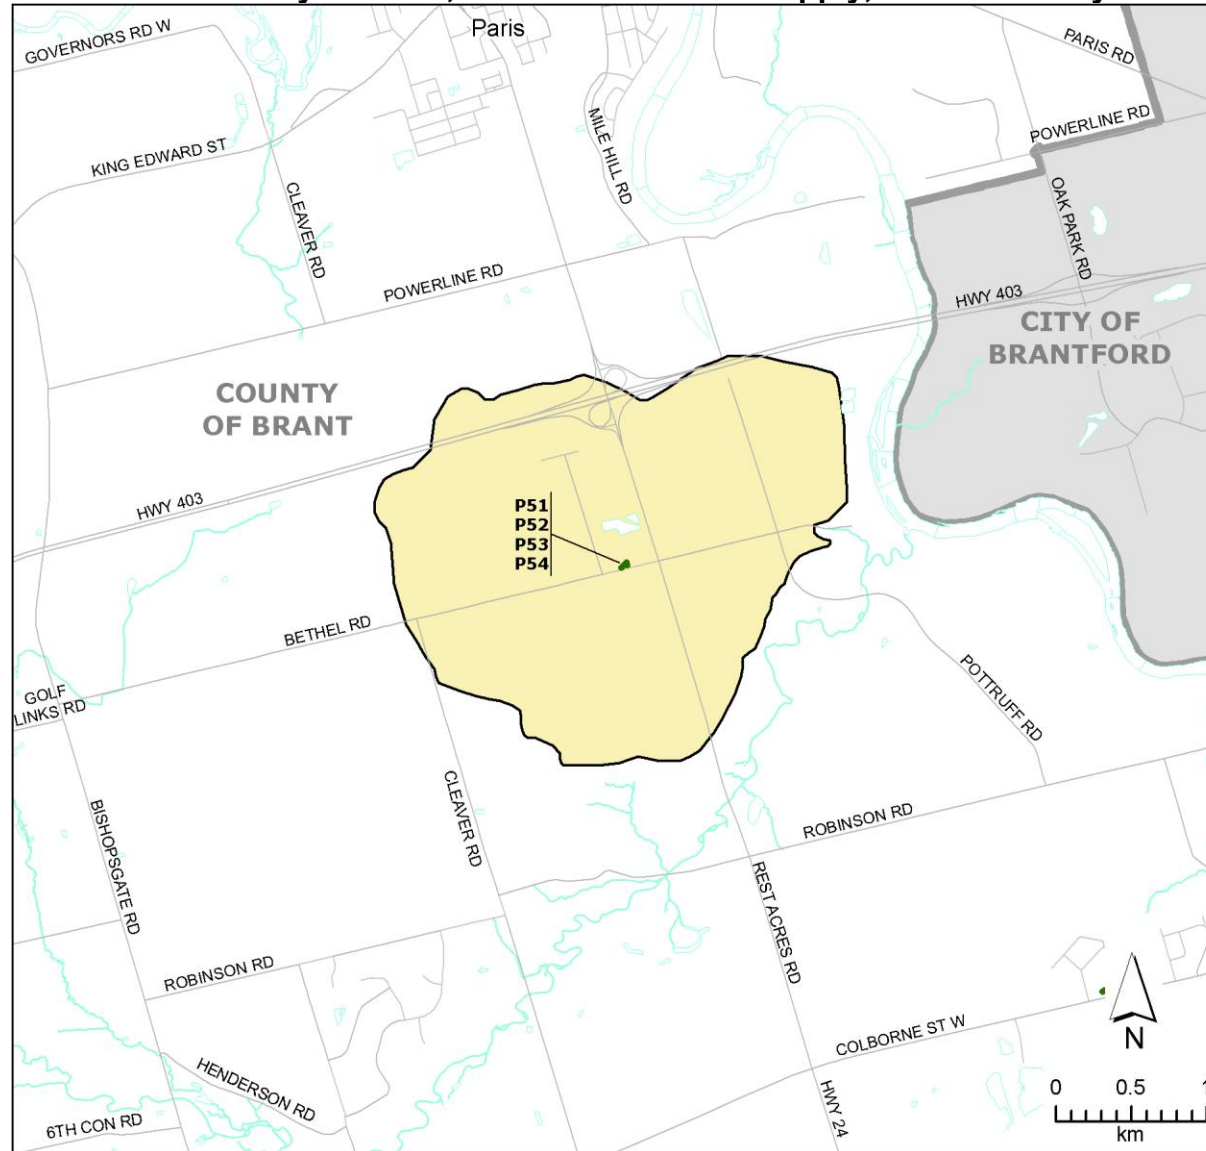 Paris
GOVERNORS RD W
PARIS RD
POWERLINE RD
MILE HILL RD
KING EDWARD ST
CLEAVER RD
OAK PARK RD
POWERLINE RD
HWY 403
CITY OF
BRANTFORD
COUNTY
OF BRANT
HWY 403
P51
P52
P53
P54
BETHEL RD
GOLF
LINKS RD
POTTRUFF RD
BISHOPSGATE RD
CLEAVER RD
ROBINSON RD
REST ACRES RD
ROBINSON RD
COLBORNE ST W
N
HENDERSON RD
HWY 24
6TH CON RD
0 0.5 1
km